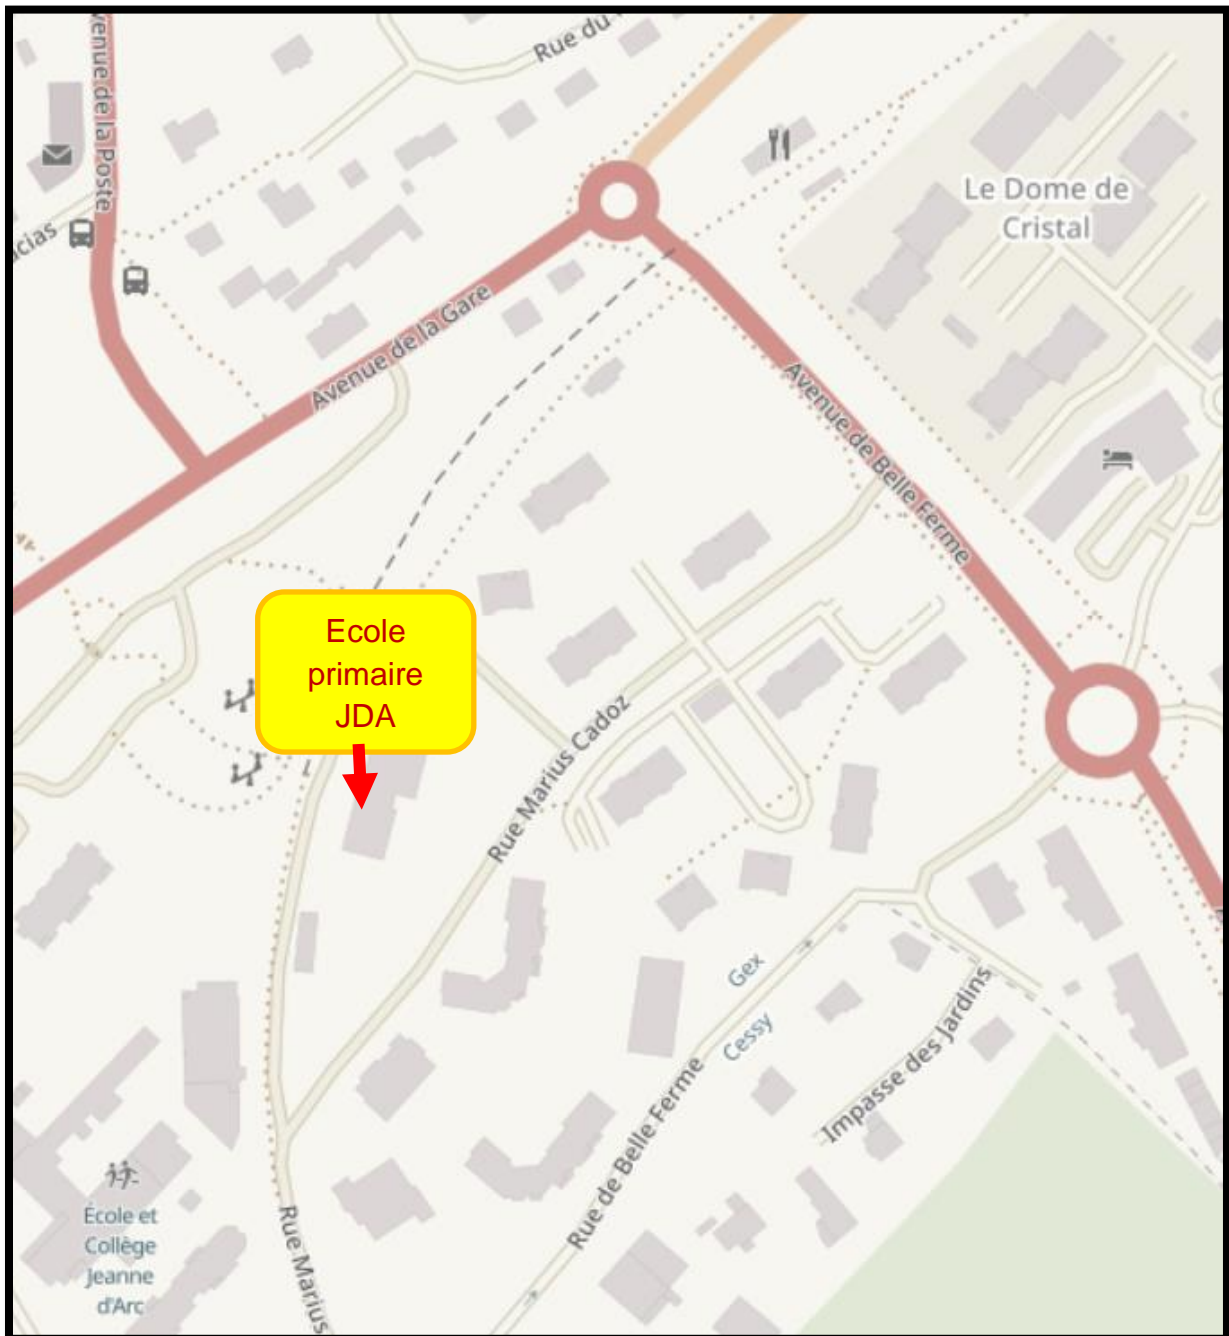 Rue du
venue de la Poste
Le Dome de
Cristal
cias
Avenue de la Gare
Avenue de Belle Ferme
Ecole
primaire
JDA
Rue Marius Cadoz
Gex
Cessy
Impasse des Jardins
Rue de Belle Ferme
École et
Collège
Jeanne
d'Arc
Rue Marius